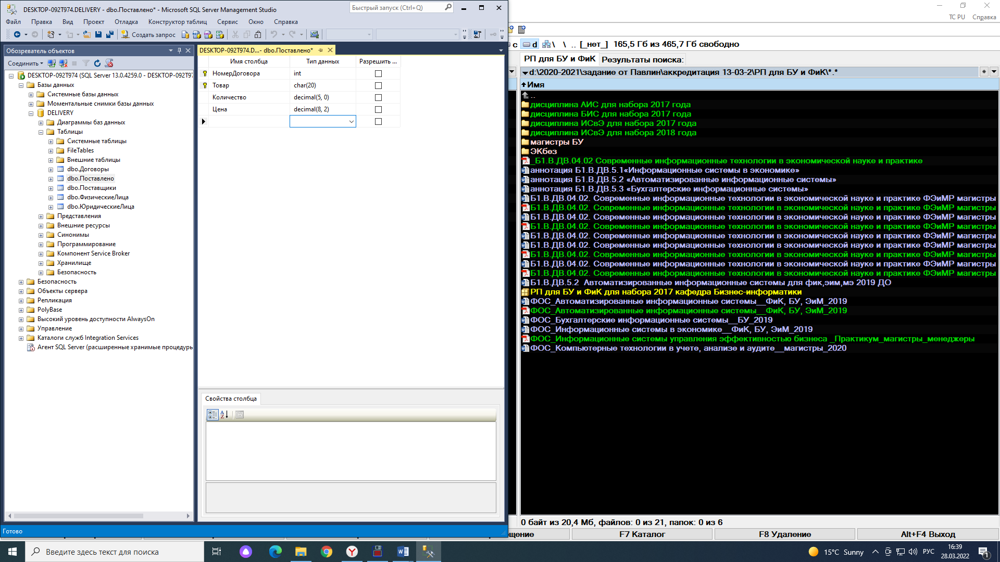 DESKTOP-092T974.DELIVERY - dbo.Поставлено* - Microsoft SQL Server Management Studio
Быстрый запуск (Ctrl+Q)
Файл Правка Вид Проект Отладка Конструктор таблиц Сервис Окно Справка
Создать запрос
Обозреватель объектов
Соединить
DESKTOP-092T974 (SQL Server 13.0.4259.0 - DESKTOP-092T97
Базы данных
Системные базы данных
Моментальные снимки базы данных
DELIVERY
Диаграммы баз данных
Таблицы
Системные таблицы
FileTables
Внешние таблицы
dbo.Договоры
dbo.Поставлено
dbo.Поставщики
dbo.ФизическиеЛица
dbo.ЮридическиеЛица
Представления
Внешние ресурсы
Синонимы
Программирование
Компонент Service Broker
Хранилище
Безопасность
Безопасность
Объекты сервера
Репликация
PolyBase
Высокий уровень доступности AlwaysOn
Управление
Каталоги служб Integration Services
Агент SQL Server (расширенные хранимые процедуры
DESKTOP-092T974.D...- dbo.Поставлено*
Имя столбца Тип данных Разрешить ...
НомерДоговора int
Товар char(20)
Количество decimal(5, 0)
Цена decimal(8, 2)
Свойства столбца
Готово
TC PU Справка
c d \ \ .. [_нет_] 165,5 Гб из 465,7 Гб свободно
РП для БУ и ФиК Результаты поиска:
d:\2020-2021\задание от Павлин\аккредитация 13-03-2\РП для БУ и ФиК\*.*
Имя
..
дисциплина АИС для набора 2017 года
дисциплина БИС для набора 2017 года
дисциплина ИСвЭ для набора 2017 года
дисциплина ИСвЭ для набора 2018 года
магистры БУ
ЭКбез
_Б1.В.ДВ.04.02 Современные информационные технологии в экономической науке и практике
аннотация Б1.В.ДВ.5.1«Информационные системы в экономике»
аннотация Б1.В.ДВ.5.2 «Автоматизированные информационные системы»
аннотация Б1.В.ДВ.5.3 «Бухгалтерские информационные системы»
Б1.В.ДВ.04.02. Современные информационные технологии в экономической науке и практике ФЭиМР магистры
Б1.В.ДВ.04.02. Современные информационные технологии в экономической науке и практике ФЭиМР магистры
Б1.В.ДВ.04.02. Современные информационные технологии в экономической науке и практике ФЭиМР магистры
Б1.В.ДВ.04.02. Современные информационные технологии в экономической науке и практике ФЭиМР магистры
Б1.В.ДВ.04.02. Современные информационные технологии в экономической науке и практике ФЭиМР магистры
Б1.В.ДВ.04.02. Современные информационные технологии в экономической науке и практике ФЭиМР магистры
Б1.В.ДВ.04.02. Современные информационные технологии в экономической науке и практике ФЭиМР магистры
Б1.В.ДВ.04.02. Современные информационные технологии в экономической науке и практике ФЭиМР магистры
Б1.В.ДВ.04.02. Современные информационные технологии в экономической науке и практике ФЭиМР магистры
Б1.В.ДВ.5.2 Автоматизированные информационные системы для фик,эим,мэ 2019 ДО
РП для БУ и ФиК для набора 2017 кафедра Бизнес-информатики
ФОС_Автоматизированные информационные системы__ФиК, БУ, ЭиМ_2019
ФОС_Автоматизированные информационные системы__ФиК, БУ, ЭиМ_2019
ФОС_Бухгалтерские информационные системы__БУ_2019
ФОС_Информационные системы в экономике__ФиК, БУ, ЭиМ_2019
ФОС_Информационные системы управления эффективностью бизнеса _Практикум_магистры_менеджеры
ФОС_Компьютерные технологии в учете, анализе и аудите__магистры_2020
0 байт из 20,4 Мб, файлов: 0 из 21, папок: 0 из 6
щение F7 Каталог F8 Удаление Alt+F4 Выход
Введите здесь текст для поиска
15°C Sunny
РУС
16:39
28.03.2022
1